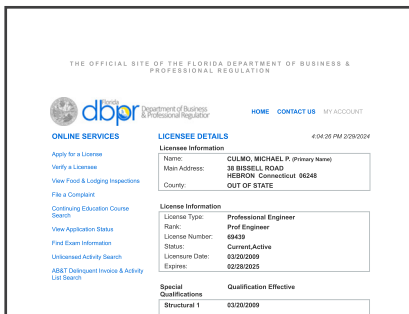 THE OFFICIAL SITE OF THE FLORIDA DEPARTMENT OF BUSINESS &
PROFESSIONAL REGULATION
Florida
dbpr Department of Business
& Professional Regulation
HOME CONTACT US MY ACCOUNT
ONLINE SERVICES
Apply for a License
Verify a Licensee
View Food & Lodging Inspections
File a Complaint
Continuing Education Course
Search
View Application Status
Find Exam Information
Unlicensed Activity Search
AB&T Delinquent Invoice & Activity
List Search
LICENSEE DETAILS 4:04:26 PM 2/29/2024
Licensee Information
Name: CULMO, MICHAEL P. (Primary Name)
Main Address: 38 BISSELL ROAD
HEBRON Connecticut 06248
County: OUT OF STATE
License Information
License Type: Professional Engineer
Rank: Prof Engineer
License Number: 69439
Status: Current,Active
Licensure Date: 03/20/2009
Expires: 02/28/2025
Special Qualification Effective
Qualifications
Structural 1 03/20/2009